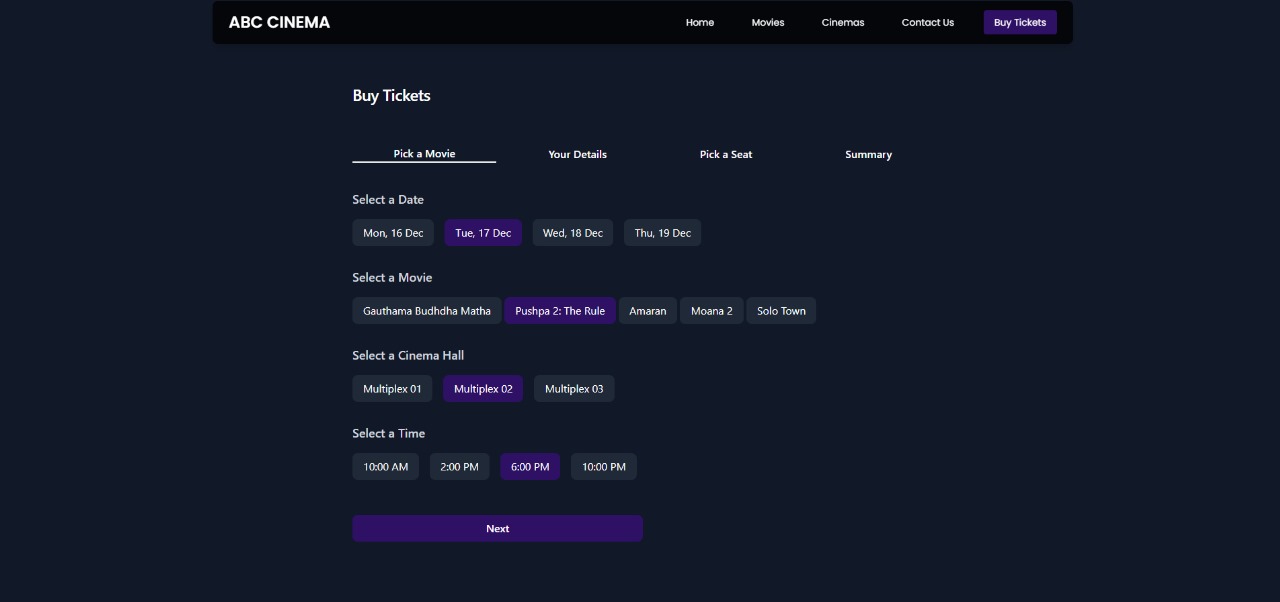 ABC CINEMA Home Movies Cinemas Contact Us Buy Tickets
Buy Tickets
Pick a Movie Your Details Pick a Seat Summary
Select a Date
Mon, 16 Dec Tue, 17 Dec Wed, 18 Dec Thu, 19 Dec
Select a Movie
Gauthama Budhdha Matha Pushpa 2: The Rule Amaran Moana 2 Solo Town
Select a Cinema Hall
Multiplex 01 Multiplex 02 Multiplex 03
Select a Time
10:00 AM 2:00 PM 6:00 PM 10:00 PM
Next